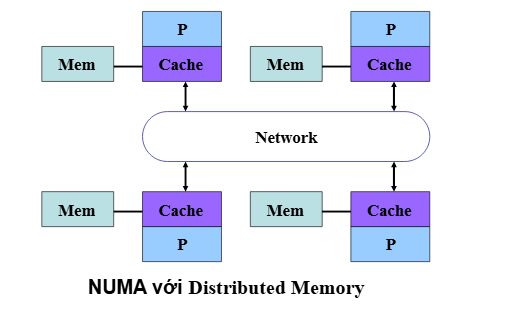 P P
Mem Cache Mem Cache
Network
Mem Cache Mem Cache
P P
NUMA với Distributed Memory